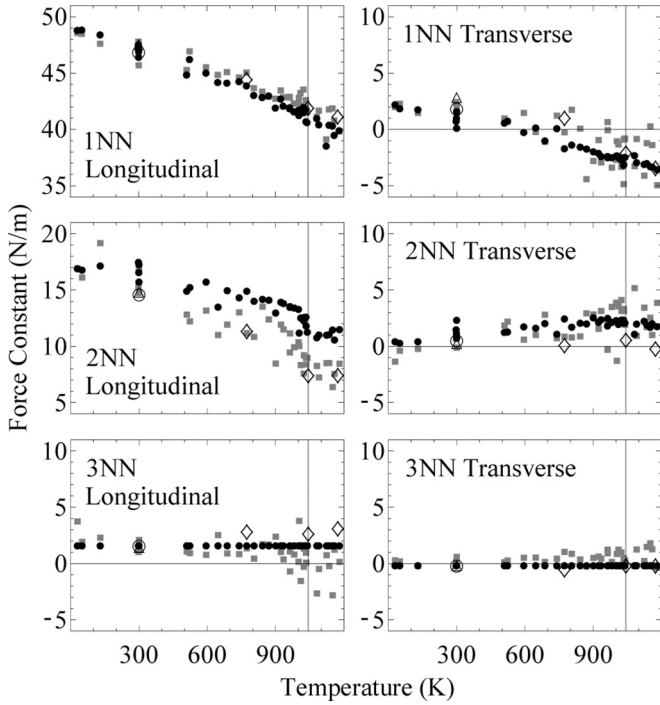 Force Constant (N/m)
50
45
40
35
1NN
Longitudinal
10
5
0
-5
1NN Transverse
20
15
10
5
2NN
Longitudinal
10
5
0
-5
2NN Transverse
10
5
0
-5
3NN
Longitudinal
300
600
900
10
5
0
-5
3NN Transverse
300
600
900
Temperature (K)